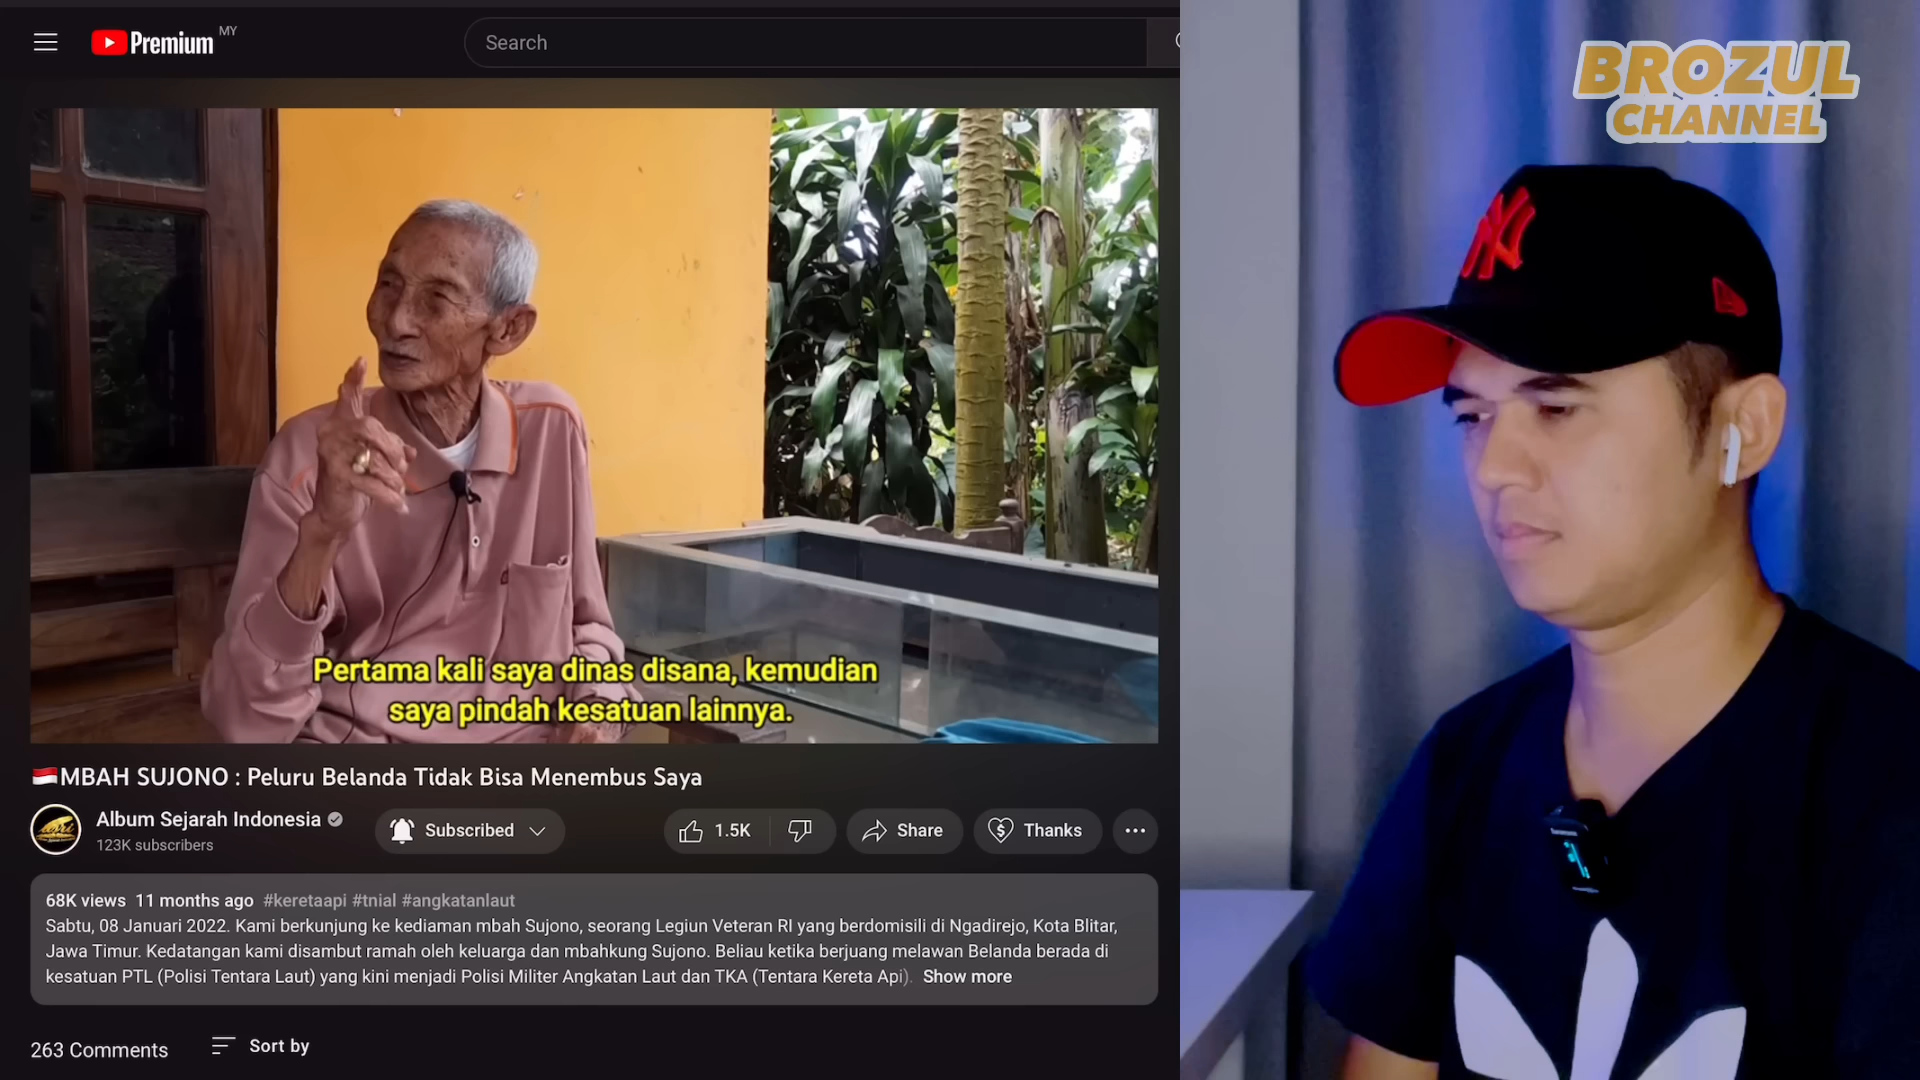 Premium MY
Search
BROZUL
CHANNEL
NY
Pertama kali saya dinas disana, kemudian
saya pindah kesatuan lainnya.
🇮🇩MBAH SUJONO : Peluru Belanda Tidak Bisa Menembus Saya
Album Sejarah Indonesia
123K subscribers
Subscribed
1.5K
Share
Thanks
68K views 11 months ago #keretaapi #tnial #angkatanlaut
Sabtu, 08 Januari 2022. Kami berkunjung ke kediaman mbah Sujono, seorang Legiun Veteran RI yang berdomisili di Ngadirejo, Kota Blitar,
Jawa Timur. Kedatangan kami disambut ramah oleh keluarga dan mbahkung Sujono. Beliau ketika berjuang melawan Belanda berada di
kesatuan PTL (Polisi Tentara Laut) yang kini menjadi Polisi Militer Angkatan Laut dan TKA (Tentara Kereta Api). Show more
263 Comments
Sort by